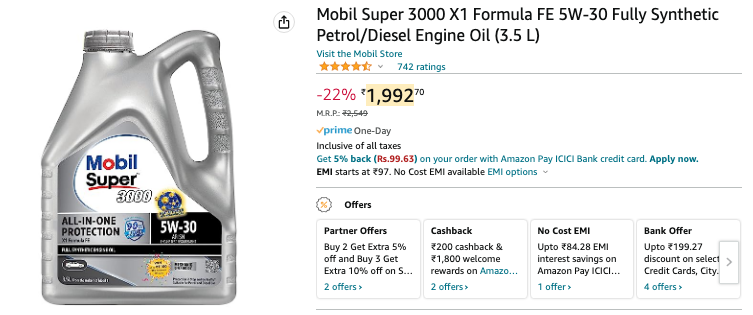 Mobil Super 3000 X1 Formula FE 5W-30 Fully Synthetic
Petrol/Diesel Engine Oil (3.5 L)
Visit the Mobil Store
742 ratings
-22% ₹1,992⁷⁰
M.R.P.: ₹2,549
prime One-Day
Inclusive of all taxes
Get 5% back (Rs.99.63) on your order with Amazon Pay ICICI Bank credit card. Apply now.
EMI starts at ₹97. No Cost EMI available EMI options
Offers
Partner Offers
Buy 2 Get Extra 5%
off and Buy 3 Get
Extra 10% off on S...
2 offers ›
Cashback
₹200 cashback &
₹1,800 welcome
rewards on Amazo...
2 offers ›
No Cost EMI
Upto ₹84.28 EMI
interest savings on
Amazon Pay ICICI...
1 offer ›
Bank Offer
Upto ₹199.27
discount on select
Credit Cards, City.
4 offers ›
Mobil
Super
3000
ALL-IN-ONE
PROTECTION
X1 Formula FE
5W-30